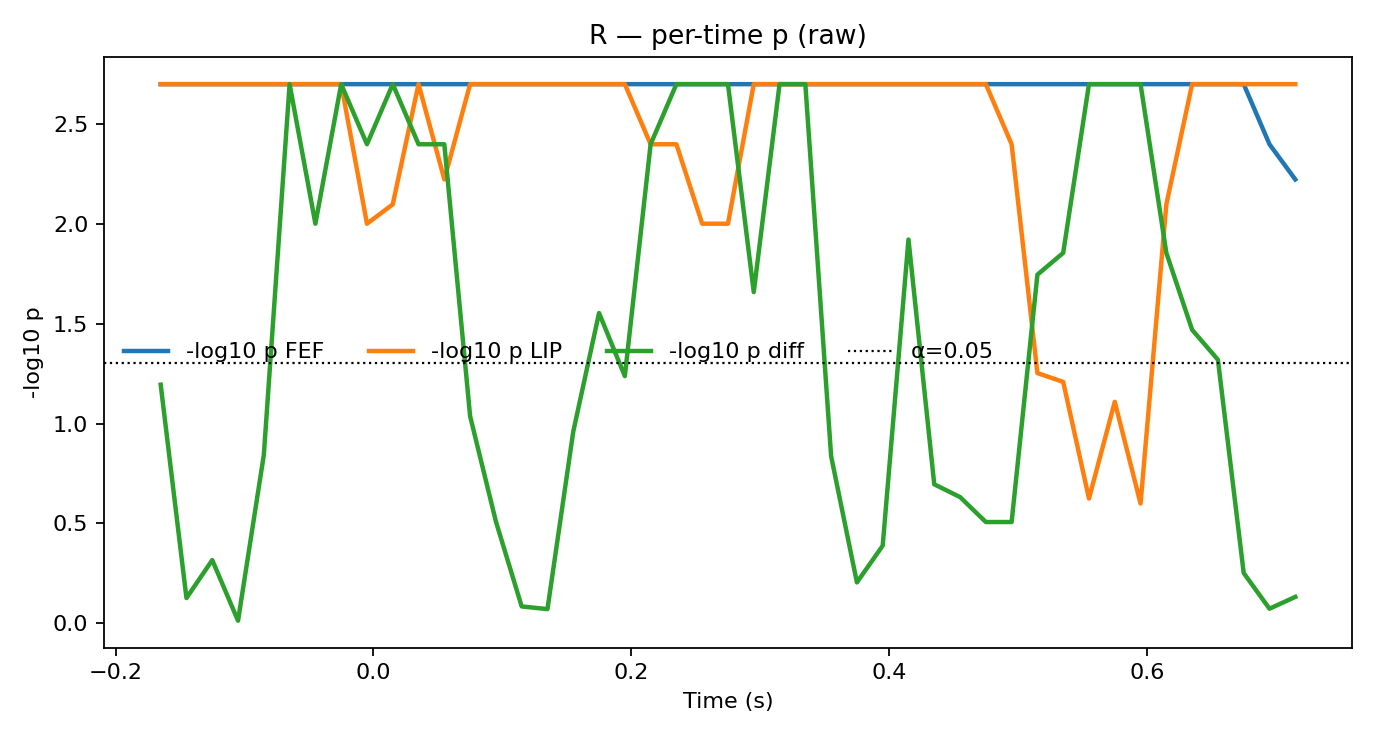 R — per-time p (raw)
-log10 p
2.5
2.0
1.5
1.0
0.5
0.0
-log10 p FEF -log10 p LIP -log10 p diff α=0.05
−0.2 0.0 0.2 0.4 0.6
Time (s)